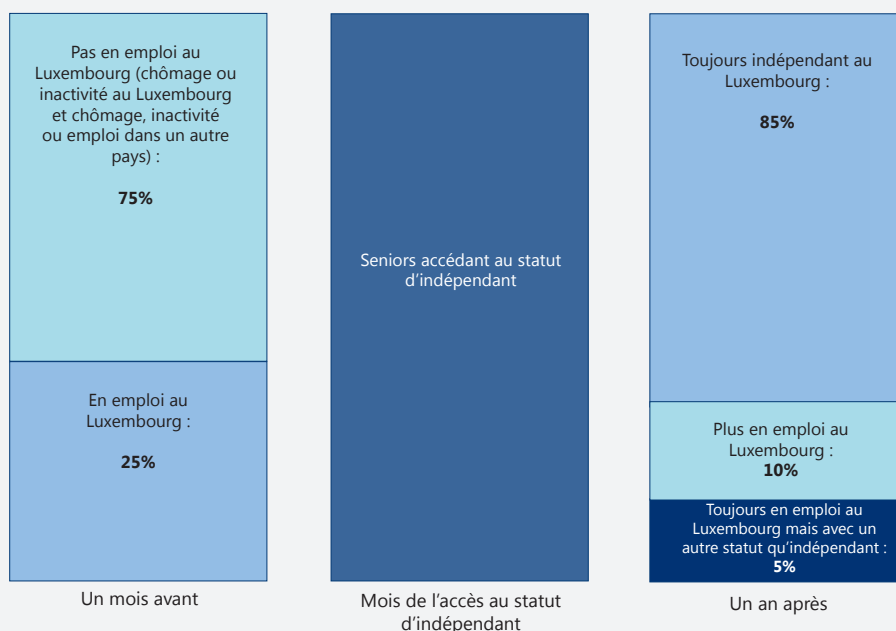 Pas en emploi au
Luxembourg (chômage ou
inactivité au Luxembourg
et chômage, inactivité
ou emploi dans un autre
pays) :
75%
En emploi au
Luxembourg :
25%
Un mois avant
Seniors accédant au statut
d'indépendant
Mois de l'accès au statut
d'indépendant
Toujours indépendant au
Luxembourg :
85%
Plus en emploi au
Luxembourg :
10%
Toujours en emploi au
Luxembourg mais avec un
autre statut qu'indépendant :
5%
Un an après